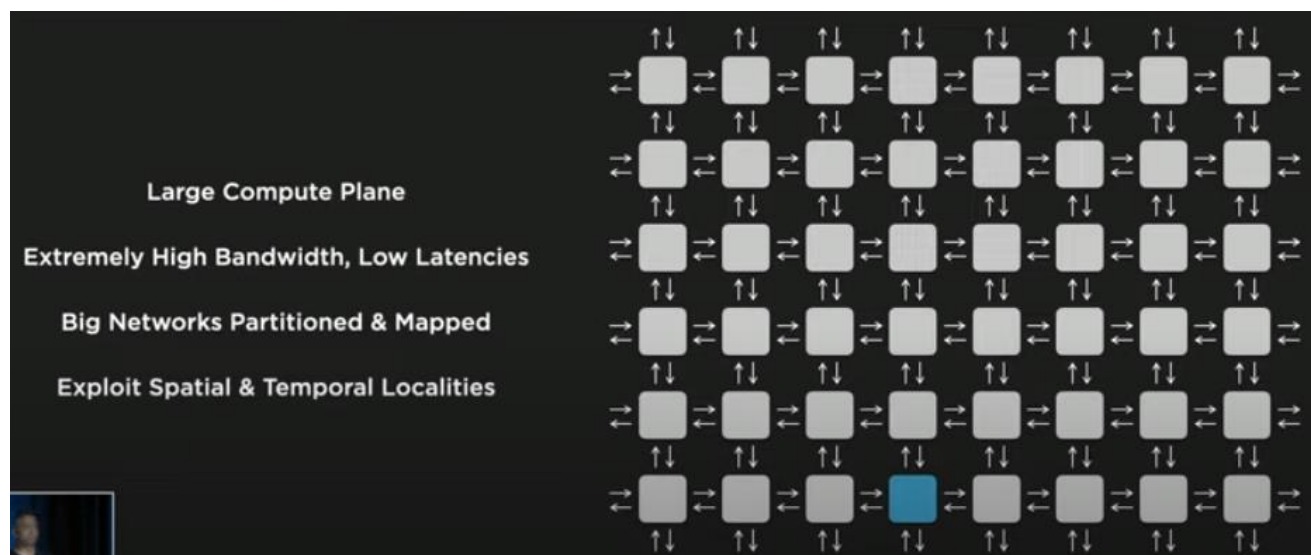 Large Compute Plane
Extremely High Bandwidth, Low Latencies
Big Networks Partitioned & Mapped
Exploit Spatial & Temporal Localities